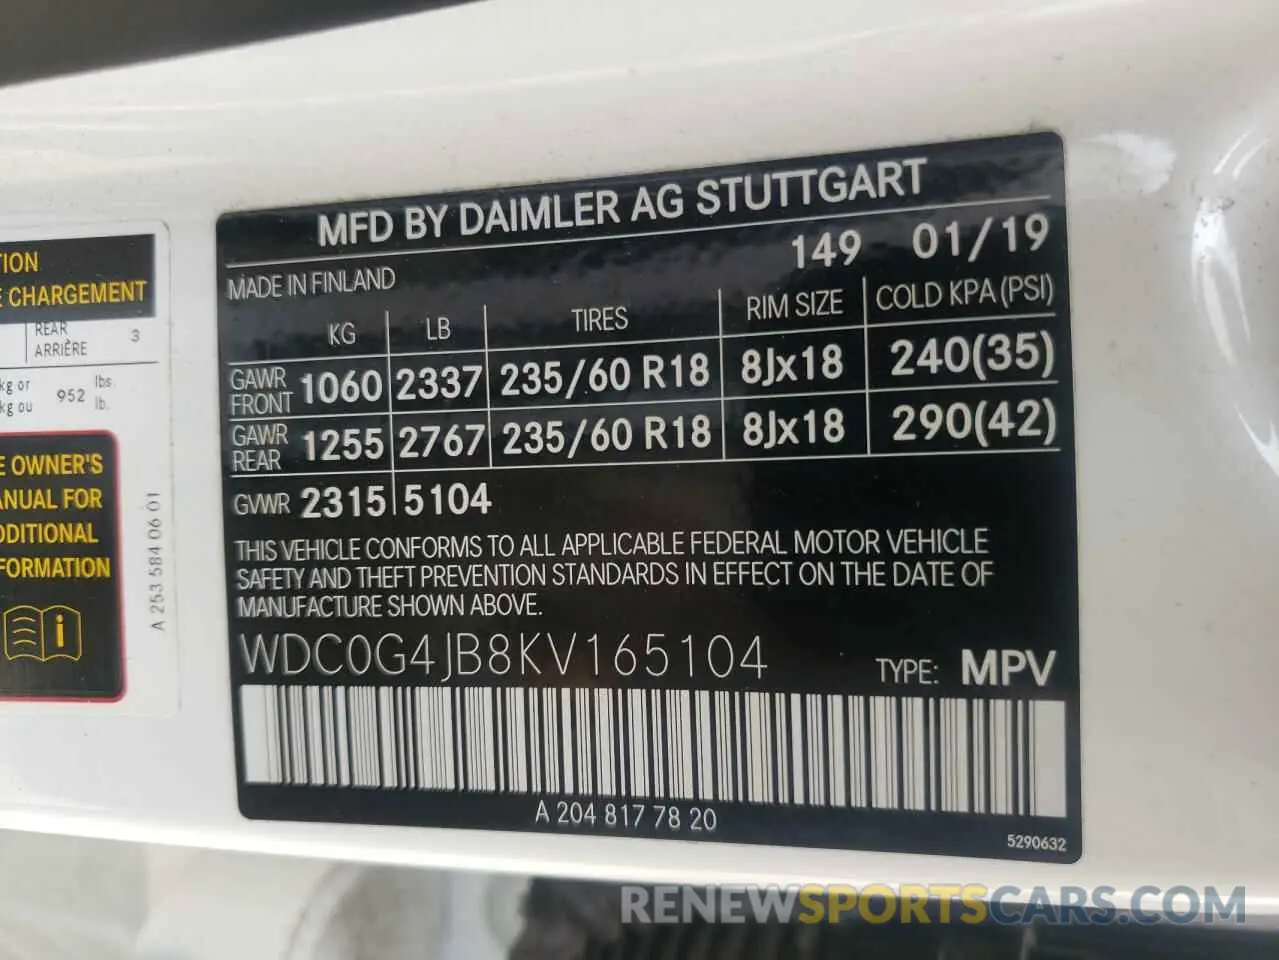 TION
E CHARGEMENT
REAR
ARRIÈRE 3
kg or
kg ou 952 lbs.
lb.
E OWNER'S
ANUAL FOR
DDITIONAL
FORMATION
i
A 253 584 06 01
MFD BY DAIMLER AG STUTTGART
149 01/19
MADE IN FINLAND
KG LB TIRES RIM SIZE COLD KPA (PSI)
GAWR
FRONT 1060 2337 235/60 R18 8Jx18 240(35)
GAWR
REAR 1255 2767 235/60 R18 8Jx18 290(42)
GVWR 2315 5104
THIS VEHICLE CONFORMS TO ALL APPLICABLE FEDERAL MOTOR VEHICLE
SAFETY AND THEFT PREVENTION STANDARDS IN EFFECT ON THE DATE OF
MANUFACTURE SHOWN ABOVE.
WDC0G4JB8KV165104 TYPE: MPV
A 204 817 78 20
5290632
RENEWSPORTSCARS.COM